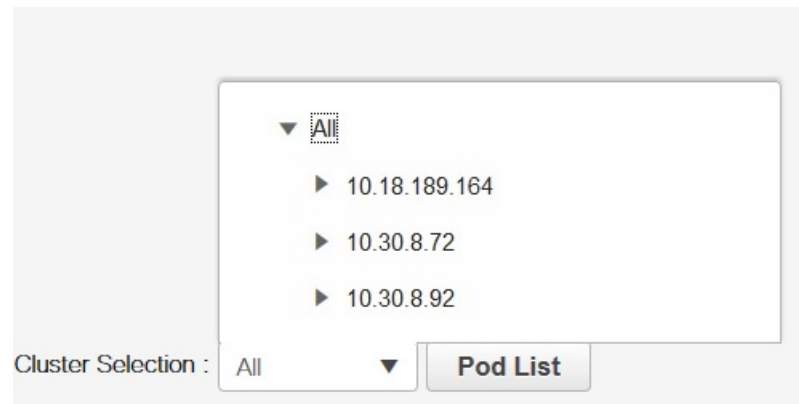 All
10.18.189.164
10.30.8.72
10.30.8.92
Cluster Selection : All Pod List